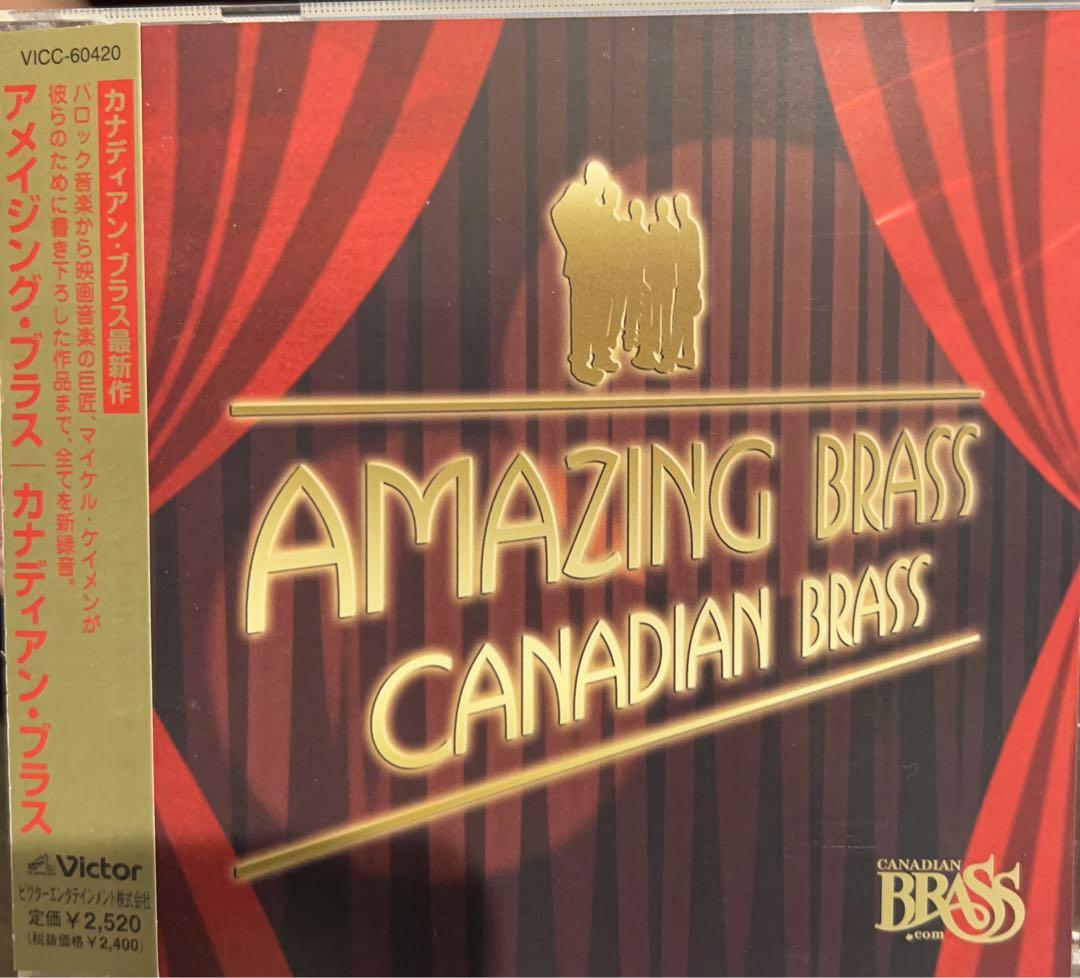 VICC-60420
カナディアン・ブラス最新作
バロック音楽から映画音楽の巨匠、マイケル・ケイメンが
彼らのために書き下ろした作品まで、全てを新録音。
アメイジング・ブラス｜カナディアン・ブラス
Victor
ビクターエンタテインメント株式会社
定価￥2,520
(税抜価格￥2,400)
AMAZING BRASS
CANADIAN BRASS
CANADIAN
BRASS
.com